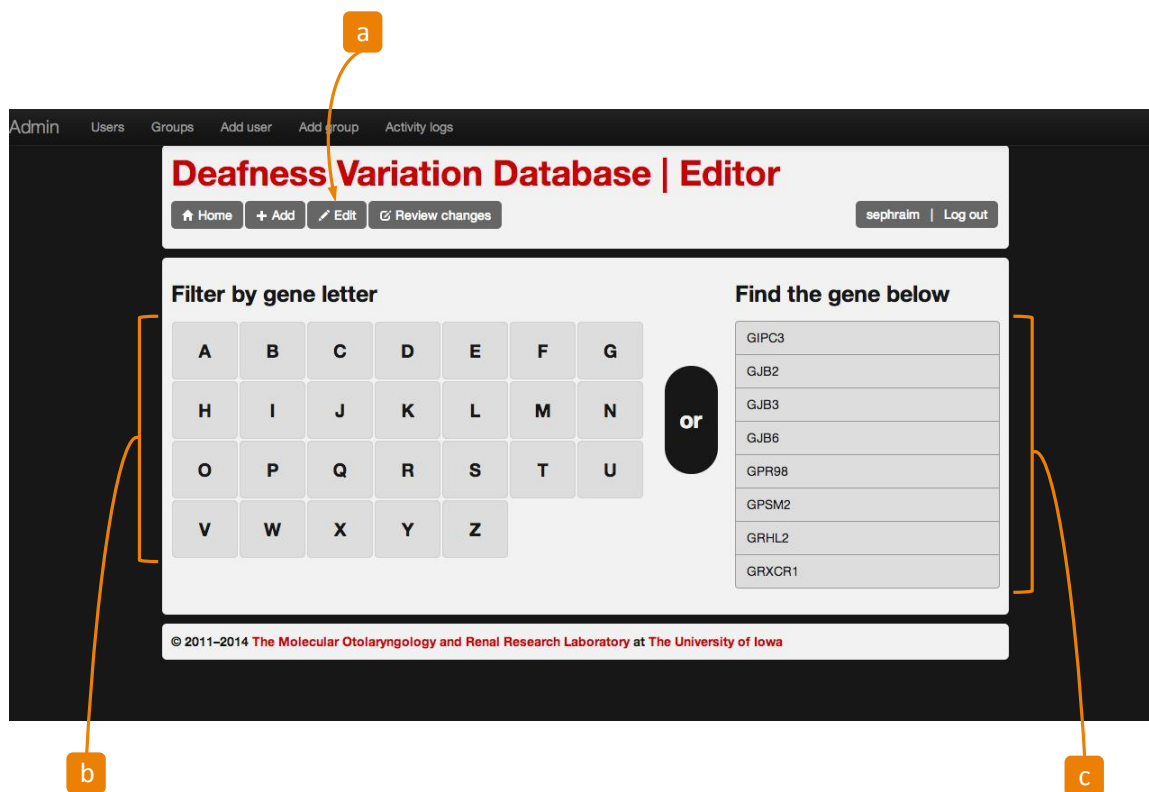 a
Admin Users Groups Add user Add group Activity logs
Deafness Variation Database | Editor
Home + Add Edit Review changes sephraim | Log out
Filter by gene letter
A B C D E F G
H I J K L M N
O P Q R S T U
V W X Y Z
or
Find the gene below
GIPC3
GJB2
GJB3
GJB6
GPR98
GPSM2
GRHL2
GRXCR1
© 2011–2014 The Molecular Otolaryngology and Renal Research Laboratory at The University of Iowa
b
c